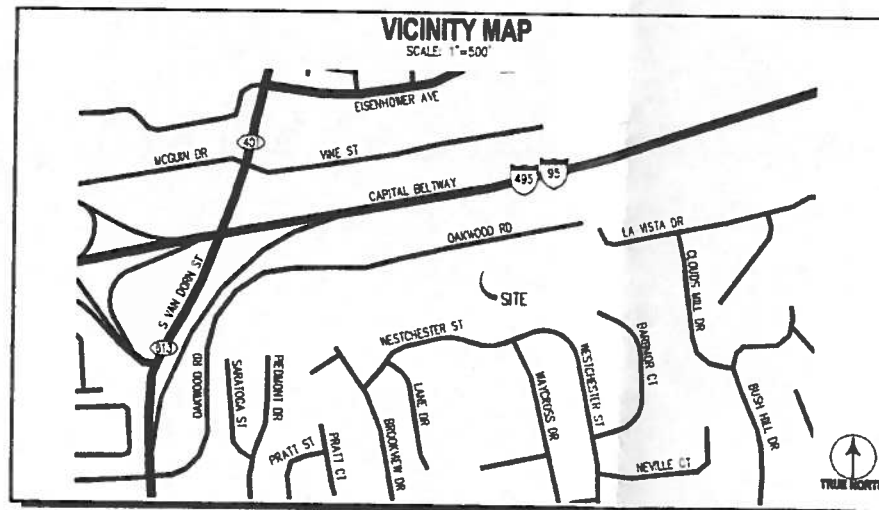 VICINITY MAP
SCALE: 1"=500'
EISENHOWER AVE
401
MCGUIN DR
VINE ST
495
95
CAPITAL BELTWAY
OAKWOOD RD
LA VISTA DR
S VAN DORN ST
CLOUDS MILL DR
SITE
613
OAKWOOD RD
SARATOGA ST
PIEDMONT DR
WESTCHESTER ST
LANE DR
BROOKVIEW DR
WAYCROSS DR
WESTCHESTER ST
BARDNOR CT
BUSH HILL DR
PRATT ST
PRATT CT
NEVILLE CT
TRUE NORTH